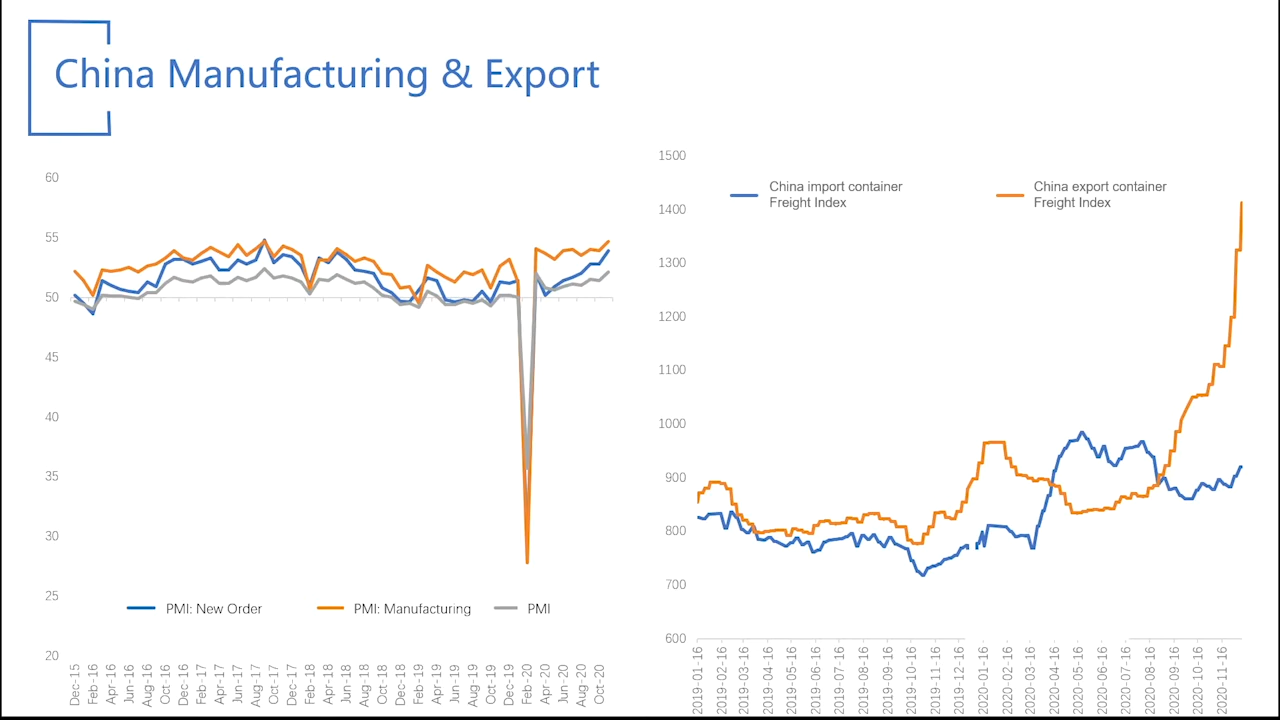 China Manufacturing & Export
60
55
50
45
40
35
30
25
20
PMI: New Order
PMI: Manufacturing
PMI
Dec-15
Feb-16
Apr-16
Jun-16
Aug-16
Oct-16
Dec-16
Feb-17
Apr-17
Jun-17
Aug-17
Oct-17
Dec-17
Feb-18
Apr-18
Jun-18
Aug-18
Oct-18
Dec-18
Feb-19
Apr-19
Jun-19
Aug-19
Oct-19
Dec-19
Feb-20
Apr-20
Jun-20
Aug-20
Oct-20
1500
1400
1300
1200
1100
1000
900
800
700
600
China import container
Freight Index
China export container
Freight Index
2019-01-16
2019-02-16
2019-03-16
2019-04-16
2019-05-16
2019-06-16
2019-07-16
2019-08-16
2019-09-16
2019-10-16
2019-11-16
2019-12-16
2020-01-16
2020-02-16
2020-03-16
2020-04-16
2020-05-16
2020-06-16
2020-07-16
2020-08-16
2020-09-16
2020-10-16
2020-11-16